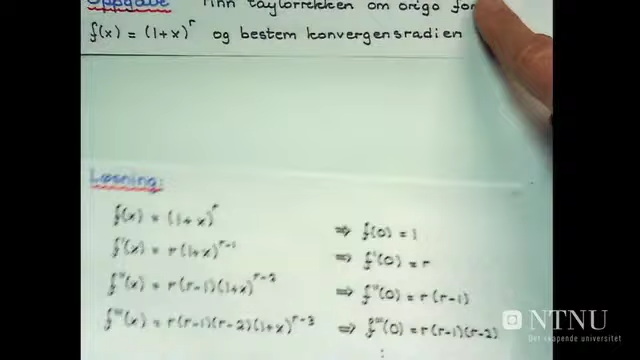 Oppgave Finn taylorrekken om origo for
f(x) = (1+x)^r og bestem konvergensradien
Løsning:
f(x) = (1+x)^r ⇒ f(0) = 1
f'(x) = r(1+x)^{r-1} ⇒ f'(0) = r
f''(x) = r(r-1)(1+x)^{r-2} ⇒ f''(0) = r(r-1)
f'''(x) = r(r-1)(r-2)(1+x)^{r-3} ⇒ f'''(0) = r(r-1)(r-2)
⋮
NTNU
Det skapende universitet